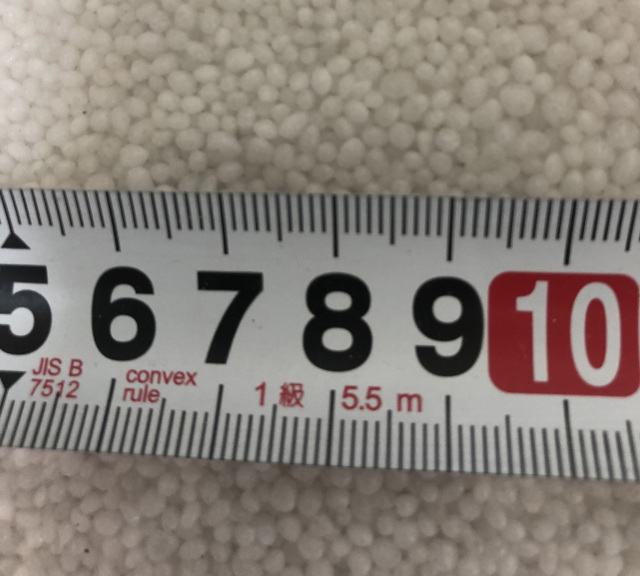 5 6 7 8 9 10
JIS B
7512
convex
rule
1級 5.5 m